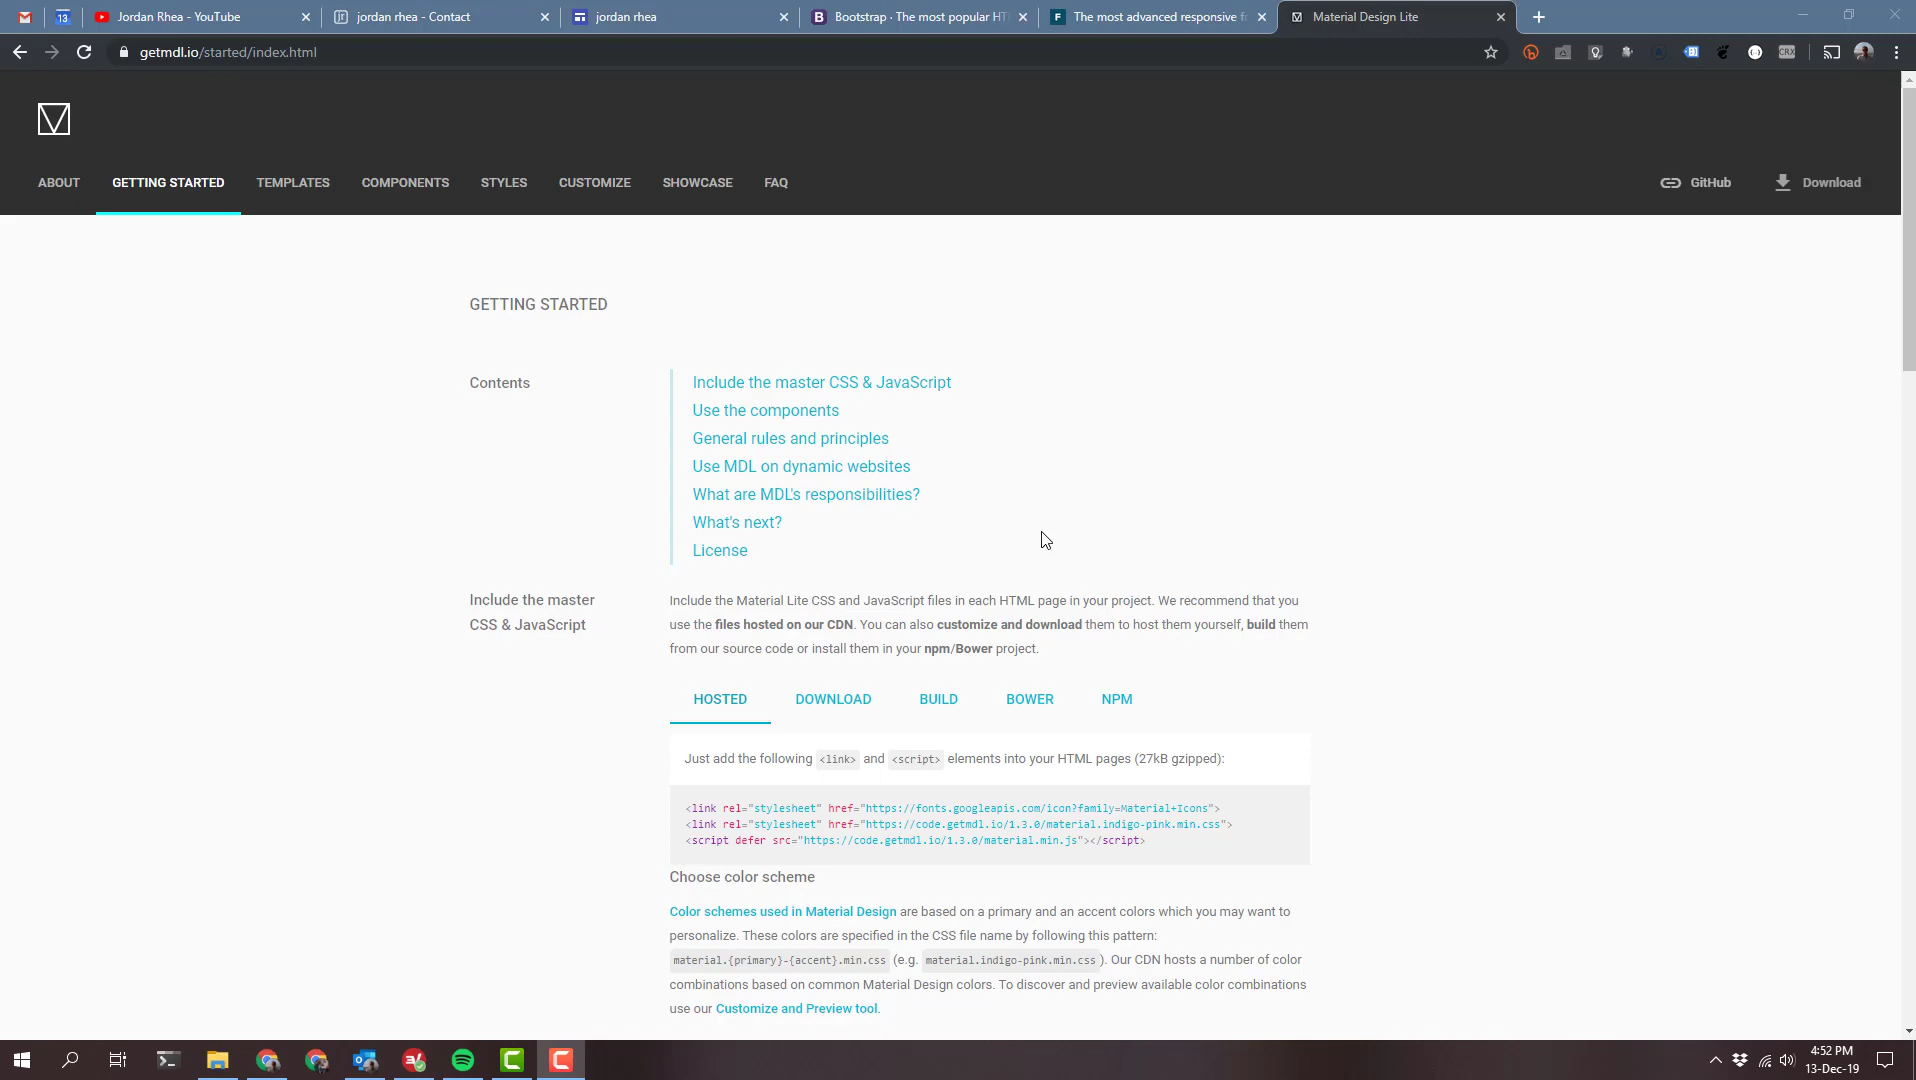 13
Jordan Rhea - YouTube
jordan rhea - Contact
jordan rhea
Bootstrap · The most popular HT
The most advanced responsive f
Material Design Lite
getmdl.io/started/index.html
CRX
ABOUT
GETTING STARTED
TEMPLATES
COMPONENTS
STYLES
CUSTOMIZE
SHOWCASE
FAQ
GitHub
Download
GETTING STARTED
Contents
Include the master CSS & JavaScript
Use the components
General rules and principles
Use MDL on dynamic websites
What are MDL's responsibilities?
What's next?
License
Include the master
CSS & JavaScript
Include the Material Lite CSS and JavaScript files in each HTML page in your project. We recommend that you
use the files hosted on our CDN. You can also customize and download them to host them yourself, build them
from our source code or install them in your npm/Bower project.
HOSTED
DOWNLOAD
BUILD
BOWER
NPM
Just add the following <link> and <script> elements into your HTML pages (27kB gzipped):
<link rel="stylesheet" href="https://fonts.googleapis.com/icon?family=Material+Icons">
<link rel="stylesheet" href="https://code.getmdl.io/1.3.0/material.indigo-pink.min.css">
<script defer src="https://code.getmdl.io/1.3.0/material.min.js"></script>
Choose color scheme
Color schemes used in Material Design are based on a primary and an accent colors which you may want to
personalize. These colors are specified in the CSS file name by following this pattern:
material.{primary}-{accent}.min.css (e.g. material.indigo-pink.min.css). Our CDN hosts a number of color
combinations based on common Material Design colors. To discover and preview available color combinations
use our Customize and Preview tool.
4:52 PM
13-Dec-19